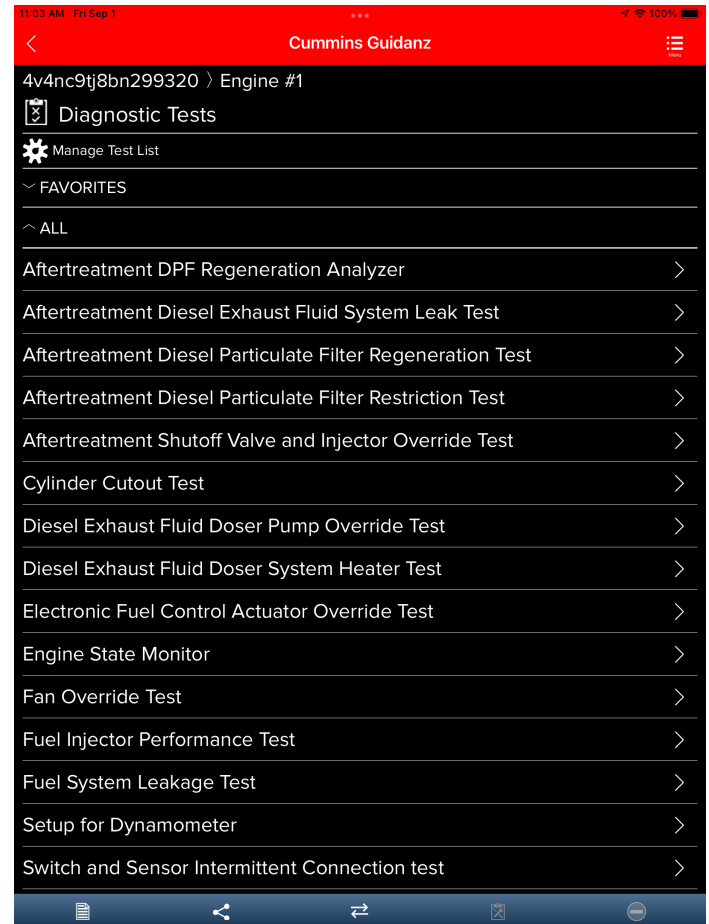 11:03 AM Fri Sep 1 100%
Cummins Guidanz
Menu
4v4nc9tj8bn299320 〉Engine #1
Diagnostic Tests
Manage Test List
FAVORITES
ALL
Aftertreatment DPF Regeneration Analyzer
Aftertreatment Diesel Exhaust Fluid System Leak Test
Aftertreatment Diesel Particulate Filter Regeneration Test
Aftertreatment Diesel Particulate Filter Restriction Test
Aftertreatment Shutoff Valve and Injector Override Test
Cylinder Cutout Test
Diesel Exhaust Fluid Doser Pump Override Test
Diesel Exhaust Fluid Doser System Heater Test
Electronic Fuel Control Actuator Override Test
Engine State Monitor
Fan Override Test
Fuel Injector Performance Test
Fuel System Leakage Test
Setup for Dynamometer
Switch and Sensor Intermittent Connection test